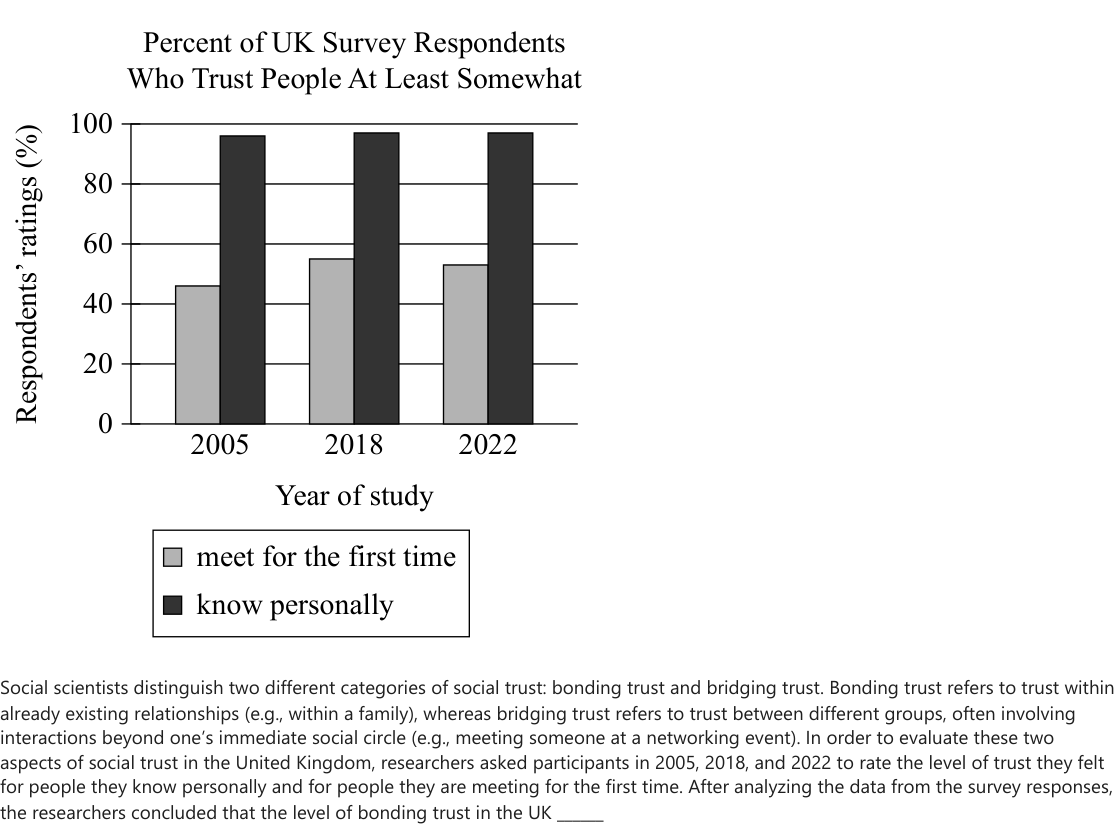 Percent of UK Survey Respondents
Who Trust People At Least Somewhat
Respondents’ ratings (%)
100
80
60
40
20
0
2005 2018 2022
Year of study
meet for the first time
know personally
Social scientists distinguish two different categories of social trust: bonding trust and bridging trust. Bonding trust refers to trust within
already existing relationships (e.g., within a family), whereas bridging trust refers to trust between different groups, often involving
interactions beyond one’s immediate social circle (e.g., meeting someone at a networking event). In order to evaluate these two
aspects of social trust in the United Kingdom, researchers asked participants in 2005, 2018, and 2022 to rate the level of trust they felt
for people they know personally and for people they are meeting for the first time. After analyzing the data from the survey responses,
the researchers concluded that the level of bonding trust in the UK ______